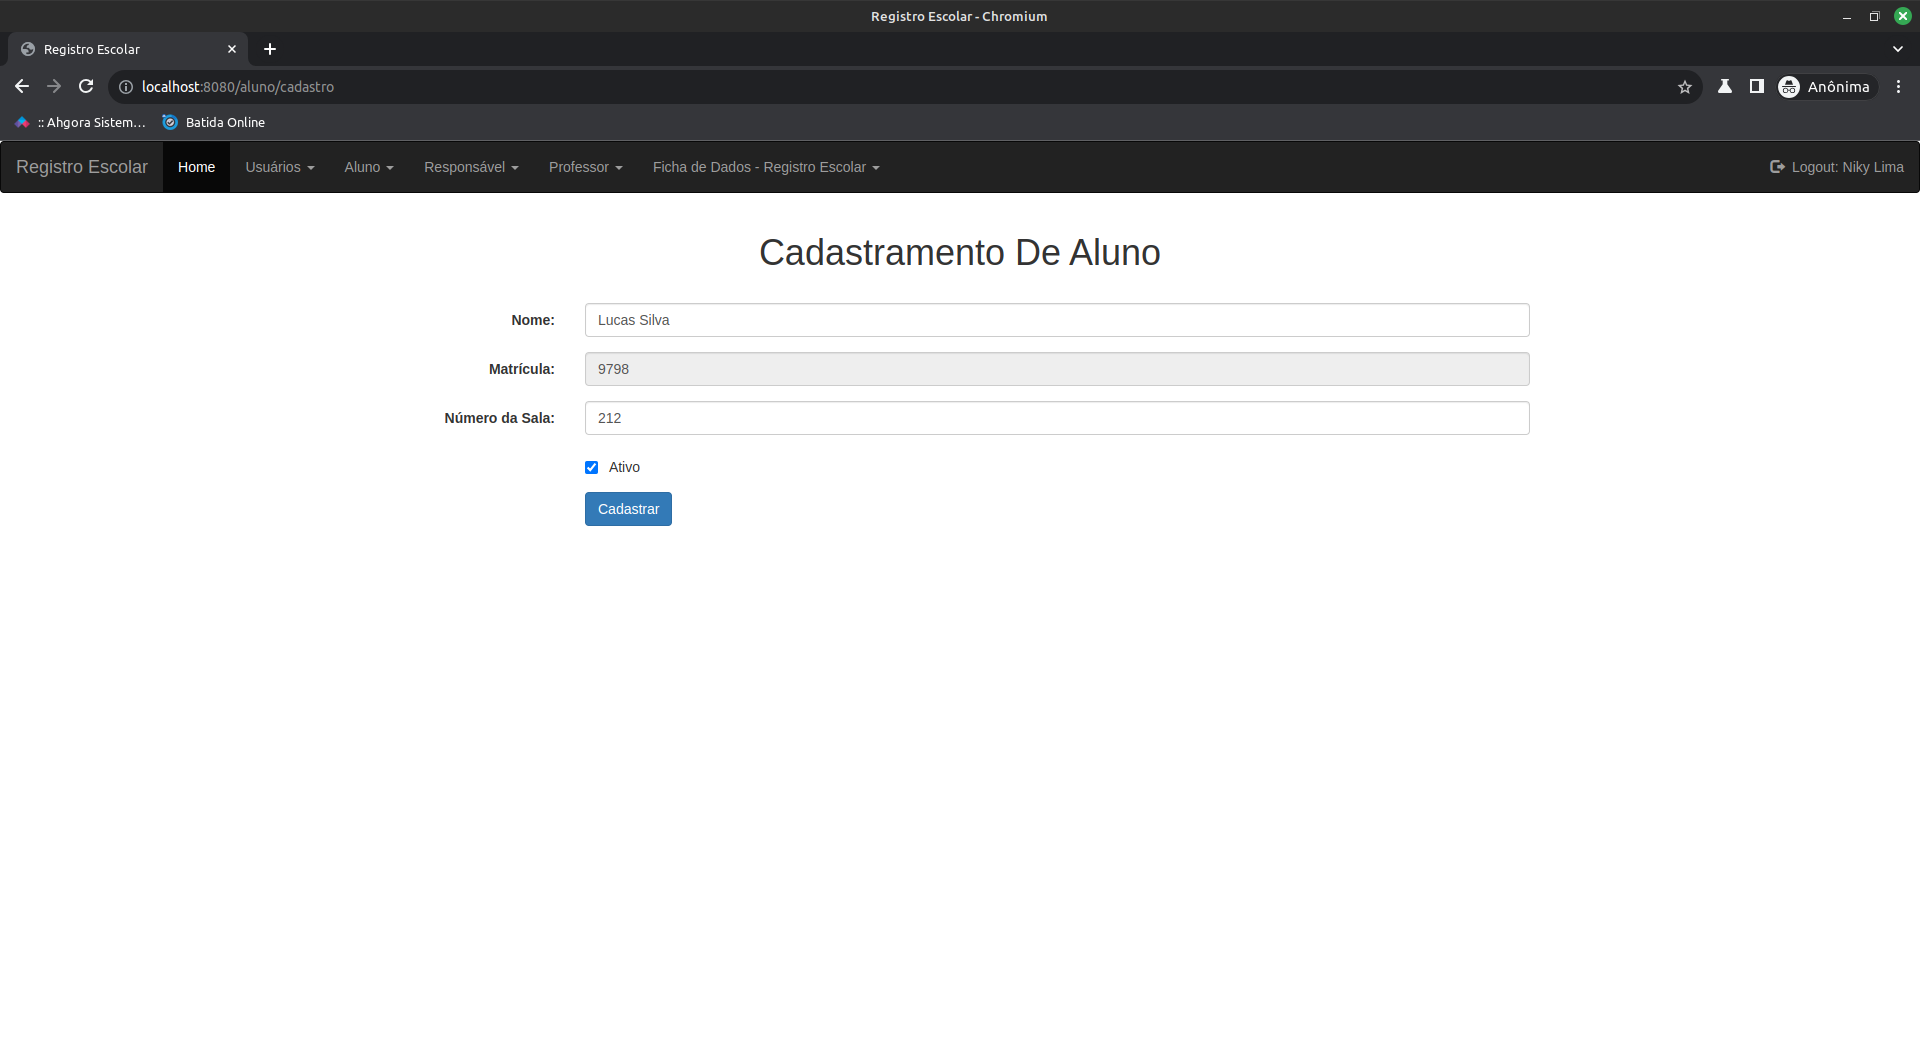 Registro Escolar - Chromium
Registro Escolar
localhost:8080/aluno/cadastro
Anônima
:: Ahgora Sistem...
Batida Online
Registro Escolar
Home
Usuários
Aluno
Responsável
Professor
Ficha de Dados - Registro Escolar
Logout: Niky Lima
Cadastramento De Aluno
Nome: Lucas Silva
Matrícula: 9798
Número da Sala: 212
Ativo
Cadastrar